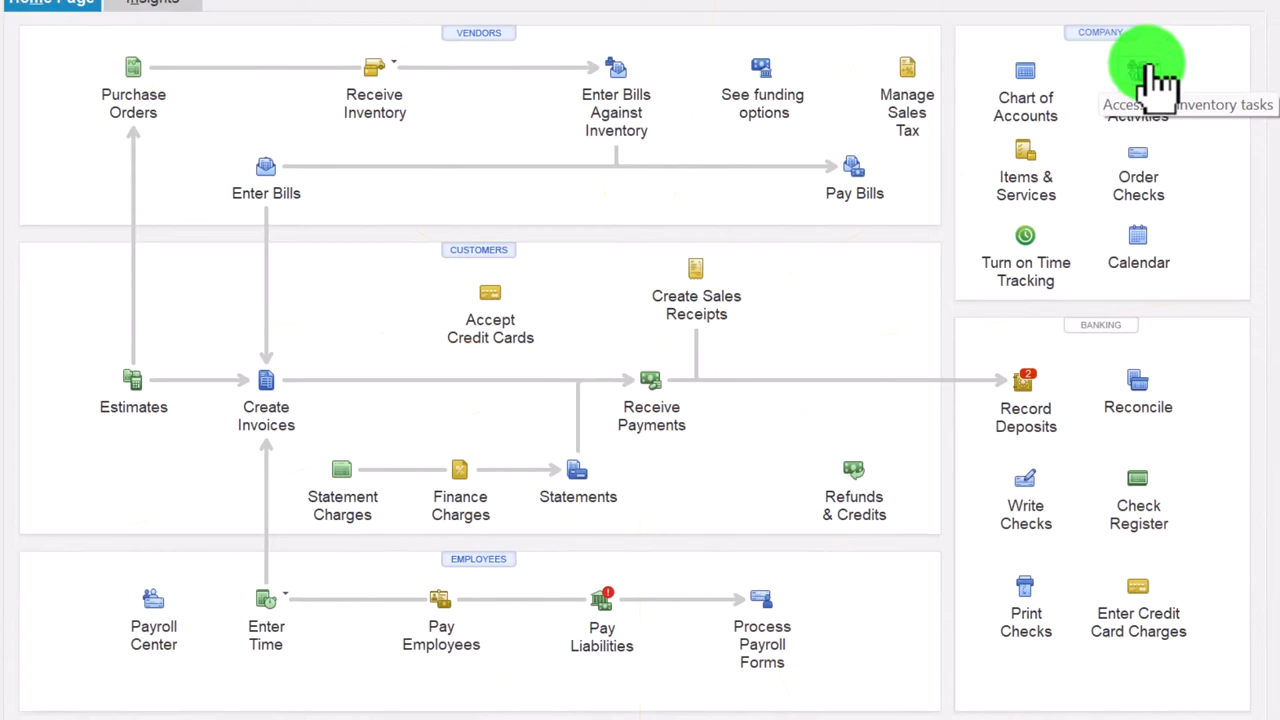 Home Page
Insights
VENDORS
Purchase
Orders
Receive
Inventory
Enter Bills
Against
Inventory
See funding
options
Manage
Sales
Tax
Enter Bills
Pay Bills
CUSTOMERS
Create Sales
Receipts
Accept
Credit Cards
Estimates
Create
Invoices
Receive
Payments
Statement
Charges
Finance
Charges
Statements
Refunds
& Credits
EMPLOYEES
Payroll
Center
Enter
Time
Pay
Employees
Pay
Liabilities
Process
Payroll
Forms
COMPANY
Chart of
Accounts
inventory tasks
Activities
Items &
Services
Order
Checks
Turn on Time
Tracking
Calendar
BANKING
2
Record
Deposits
Reconcile
Write
Checks
Check
Register
Print
Checks
Enter Credit
Card Charges